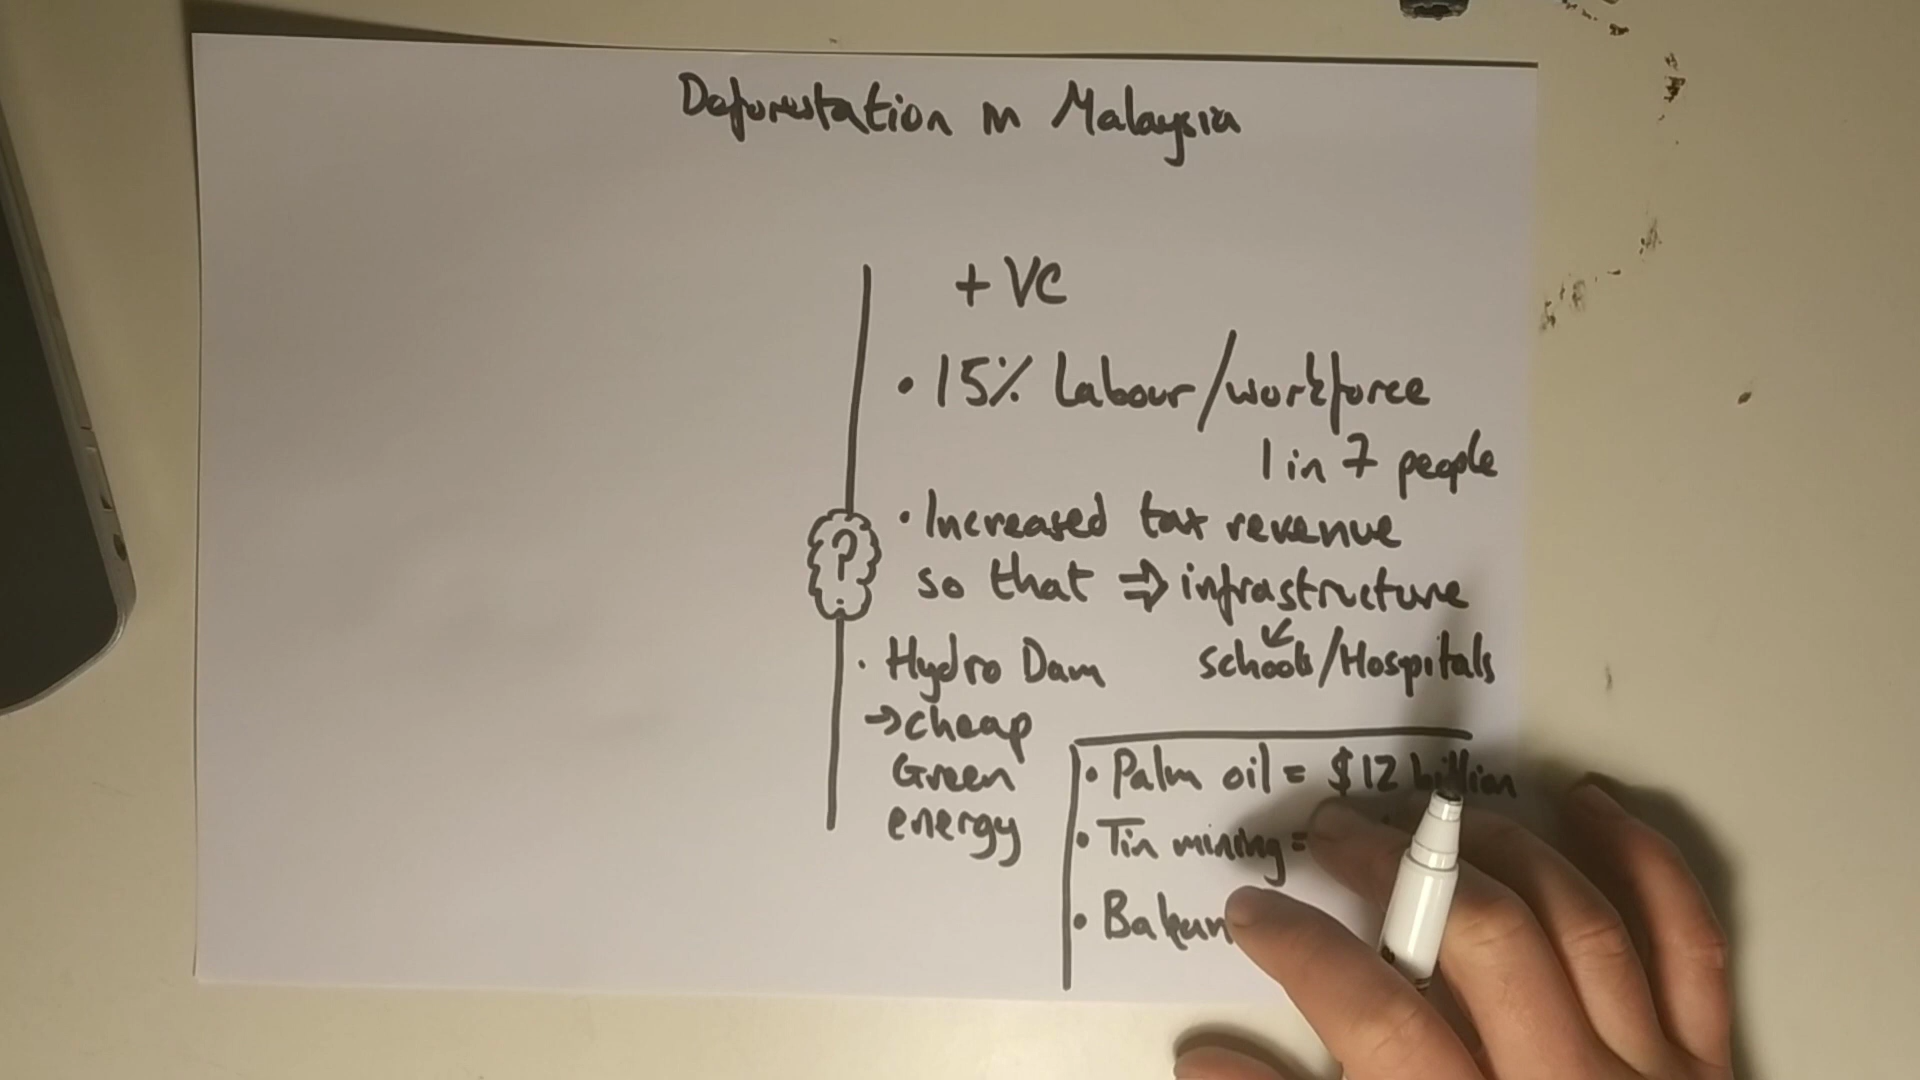 Deforestation in Malaysia
+ VE
• 15% Labour/workforce
1 in 7 people
• Increased tax revenue
so that ⇒ infrastructure
↙
Schools/Hospitals
?
• Hydro Dam
→ cheap
Green
energy
• Palm oil = $12 billion
• Tin mining =
• Bakun